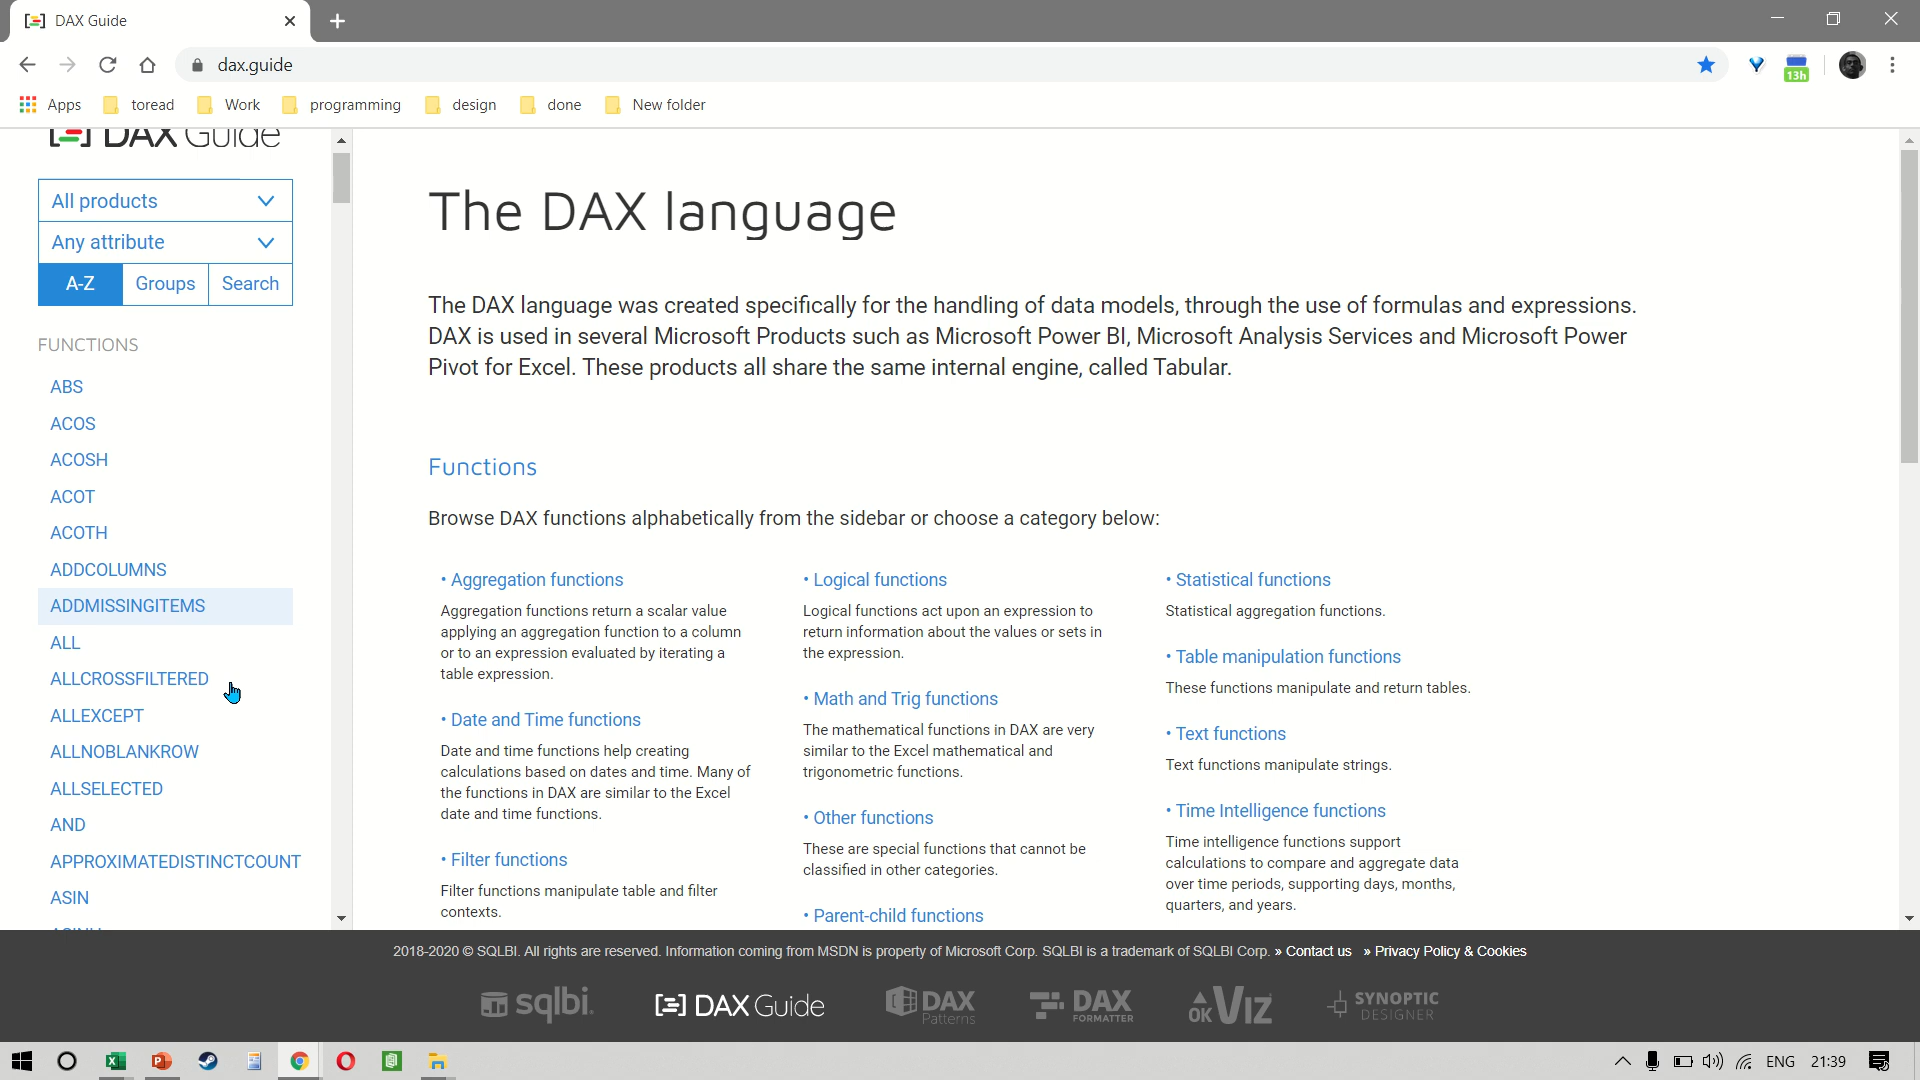 DAX Guide
dax.guide
13h
Apps toread Work programming design done New folder
DAX Guide
All products
Any attribute
A-Z Groups Search
FUNCTIONS
ABS
ACOS
ACOSH
ACOT
ACOTH
ADDCOLUMNS
ADDMISSINGITEMS
ALL
ALLCROSSFILTERED
ALLEXCEPT
ALLNOBLANKROW
ALLSELECTED
AND
APPROXIMATEDISTINCTCOUNT
ASIN
The DAX language
The DAX language was created specifically for the handling of data models, through the use of formulas and expressions.
DAX is used in several Microsoft Products such as Microsoft Power BI, Microsoft Analysis Services and Microsoft Power
Pivot for Excel. These products all share the same internal engine, called Tabular.
Functions
Browse DAX functions alphabetically from the sidebar or choose a category below:
• Aggregation functions
Aggregation functions return a scalar value
applying an aggregation function to a column
or to an expression evaluated by iterating a
table expression.
• Date and Time functions
Date and time functions help creating
calculations based on dates and time. Many of
the functions in DAX are similar to the Excel
date and time functions.
• Filter functions
Filter functions manipulate table and filter
contexts.
• Logical functions
Logical functions act upon an expression to
return information about the values or sets in
the expression.
• Math and Trig functions
The mathematical functions in DAX are very
similar to the Excel mathematical and
trigonometric functions.
• Other functions
These are special functions that cannot be
classified in other categories.
• Parent-child functions
• Statistical functions
Statistical aggregation functions.
• Table manipulation functions
These functions manipulate and return tables.
• Text functions
Text functions manipulate strings.
• Time Intelligence functions
Time intelligence functions support
calculations to compare and aggregate data
over time periods, supporting days, months,
quarters, and years.
2018-2020 © SQLBI. All rights are reserved. Information coming from MSDN is property of Microsoft Corp. SQLBI is a trademark of SQLBI Corp. » Contact us » Privacy Policy & Cookies
sqlbi. DAX Guide DAX Patterns DAX FORMATTER OK VIZ SYNOPTIC DESIGNER
ENG 21:39